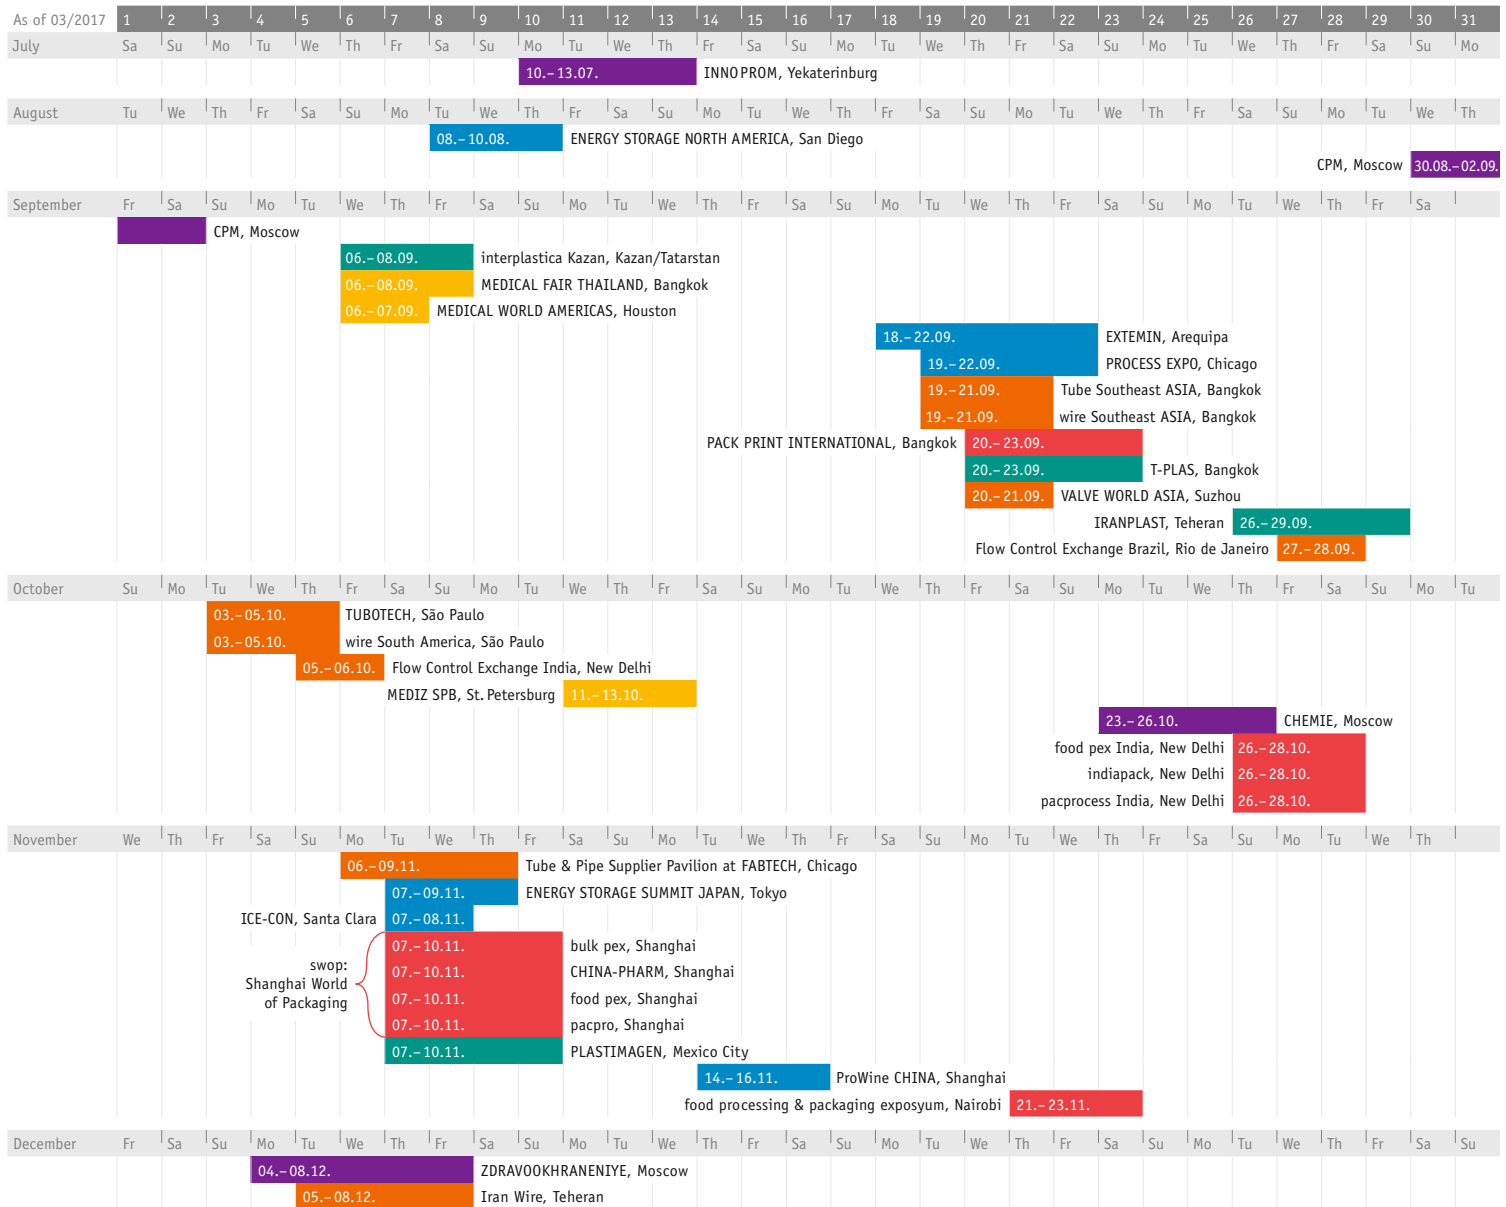 As of 03/2017 1 2 3 4 5 6 7 8 9 10 11 12 13 14 15 16 17 18 19 20 21 22 23 24 25 26 27 28 29 30 31
July Sa Su Mo Tu We Th Fr Sa Su Mo Tu We Th Fr Sa Su Mo Tu We Th Fr Sa Su Mo Tu We Th Fr Sa Su Mo
10.–13.07. INNOPROM, Yekaterinburg
August Tu We Th Fr Sa Su Mo Tu We Th Fr Sa Su Mo Tu We Th Fr Sa Su Mo Tu We Th Fr Sa Su Mo Tu We Th
08.–10.08. ENERGY STORAGE NORTH AMERICA, San Diego
CPM, Moscow 30.08.–02.09.
September Fr Sa Su Mo Tu We Th Fr Sa Su Mo Tu We Th Fr Sa Su Mo Tu We Th Fr Sa Su Mo Tu We Th Fr Sa
CPM, Moscow
06.–08.09. interplastica Kazan, Kazan/Tatarstan
06.–08.09. MEDICAL FAIR THAILAND, Bangkok
06.–07.09. MEDICAL WORLD AMERICAS, Houston
18.–22.09. EXTEMIN, Arequipa
19.–22.09. PROCESS EXPO, Chicago
19.–21.09. Tube Southeast ASIA, Bangkok
19.–21.09. wire Southeast ASIA, Bangkok
PACK PRINT INTERNATIONAL, Bangkok 20.–23.09.
20.–23.09. T-PLAS, Bangkok
20.–21.09. VALVE WORLD ASIA, Suzhou
IRANPLAST, Teheran 26.–29.09.
Flow Control Exchange Brazil, Rio de Janeiro 27.–28.09.
October Su Mo Tu We Th Fr Sa Su Mo Tu We Th Fr Sa Su Mo Tu We Th Fr Sa Su Mo Tu We Th Fr Sa Su Mo Tu
03.–05.10. TUBOTECH, São Paulo
03.–05.10. wire South America, São Paulo
05.–06.10. Flow Control Exchange India, New Delhi
MEDIZ SPB, St. Petersburg 11.–13.10.
23.–26.10. CHEMIE, Moscow
food pex India, New Delhi 26.–28.10.
indiapack, New Delhi 26.–28.10.
pacprocess India, New Delhi 26.–28.10.
November We Th Fr Sa Su Mo Tu We Th Fr Sa Su Mo Tu We Th Fr Sa Su Mo Tu We Th Fr Sa Su Mo Tu We Th
06.–09.11. Tube & Pipe Supplier Pavilion at FABTECH, Chicago
07.–09.11. ENERGY STORAGE SUMMIT JAPAN, Tokyo
ICE-CON, Santa Clara 07.–08.11.
07.–10.11. bulk pex, Shanghai
swop:
07.–10.11. CHINA-PHARM, Shanghai
Shanghai World
07.–10.11. food pex, Shanghai
of Packaging
07.–10.11. pacpro, Shanghai
07.–10.11. PLASTIMAGEN, Mexico City
14.–16.11. ProWine CHINA, Shanghai
food processing & packaging exposyum, Nairobi 21.–23.11.
December Fr Sa Su Mo Tu We Th Fr Sa Su Mo Tu We Th Fr Sa Su Mo Tu We Th Fr Sa Su Mo Tu We Th Fr Sa Su
04.–08.12. ZDRAVOOKHRANENIYE, Moscow
05.–08.12. Iran Wire, Teheran